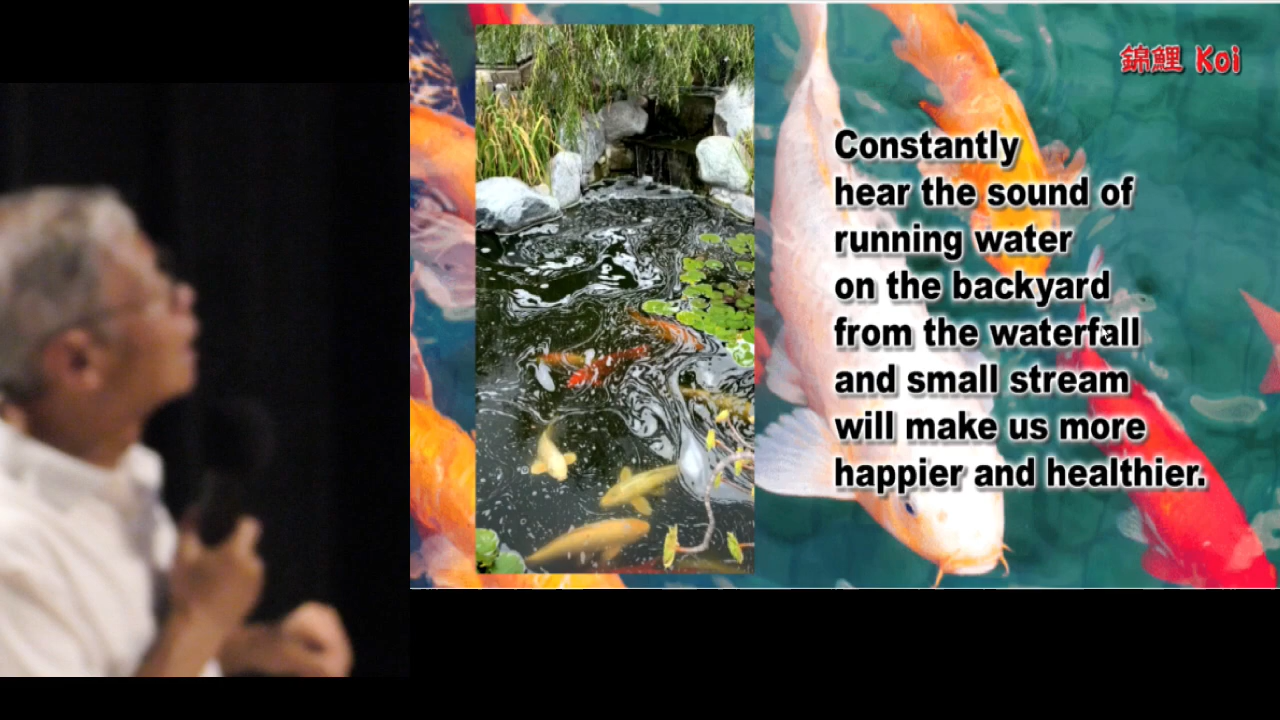 錦鯉 Koi
Constantly
hear the sound of
running water
on the backyard
from the waterfall
and small stream
will make us more
happier and healthier.